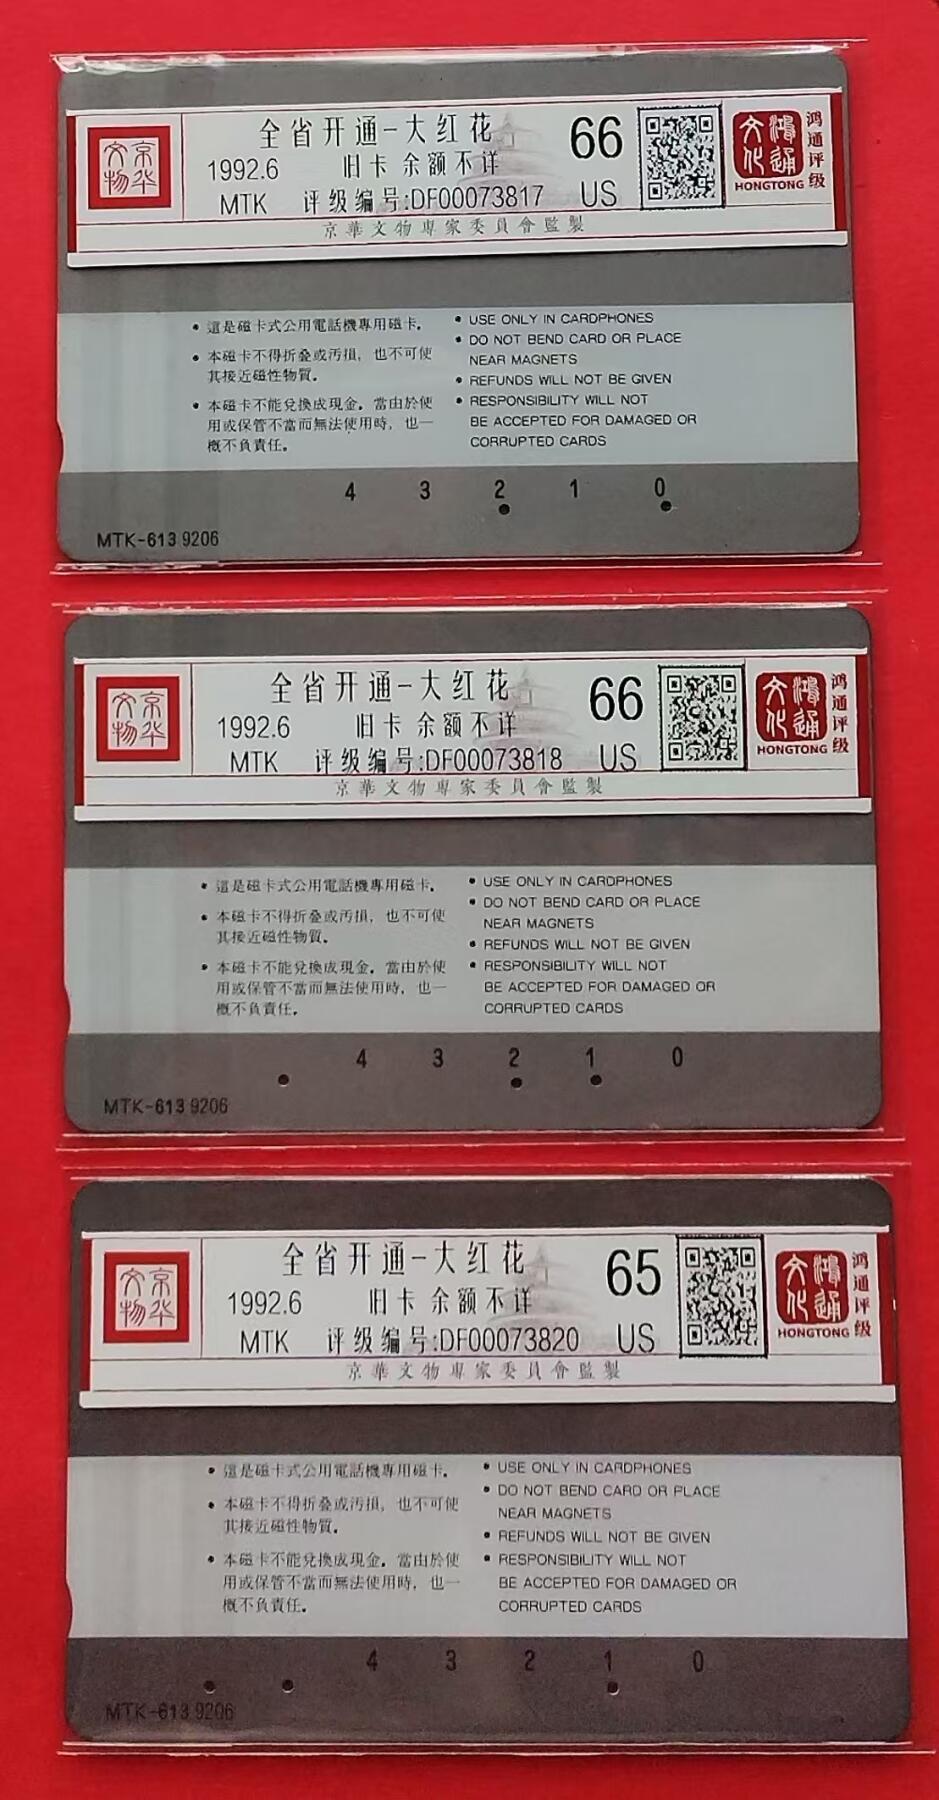 京华
文物
全省开通-大红花
1992.6 旧卡 余额不详
MTK 评级编号:DF00073817
66
US
京華文物專家委員會監製
鸿通
文化
HONGTONG
鸿通评级
• 這是磁卡式公用電話機專用磁卡。
• 本磁卡不得折叠或污損，也不可使
其接近磁性物質。
• 本磁卡不能兌換成現金。當由於使
用或保管不當而無法使用時，也一
概不負責任。
• USE ONLY IN CARDPHONES
• DO NOT BEND CARD OR PLACE
NEAR MAGNETS
• REFUNDS WILL NOT BE GIVEN
• RESPONSIBILITY WILL NOT
BE ACCEPTED FOR DAMAGED OR
CORRUPTED CARDS
4 3 2 1 0
MTK-613 9206
京华
文物
全省开通-大红花
1992.6 旧卡 余额不详
MTK 评级编号:DF00073818
66
US
京華文物專家委員會監製
鸿通
文化
HONGTONG
鸿通评级
• 這是磁卡式公用電話機專用磁卡。
• 本磁卡不得折叠或污損，也不可使
其接近磁性物質。
• 本磁卡不能兌換成現金。當由於使
用或保管不當而無法使用時，也一
概不負責任。
• USE ONLY IN CARDPHONES
• DO NOT BEND CARD OR PLACE
NEAR MAGNETS
• REFUNDS WILL NOT BE GIVEN
• RESPONSIBILITY WILL NOT
BE ACCEPTED FOR DAMAGED OR
CORRUPTED CARDS
4 3 2 1 0
MTK-613 9206
京华
文物
全省开通-大红花
1992.6 旧卡 余额不详
MTK 评级编号:DF00073820
65
US
京華文物專家委員會監製
鸿通
文化
HONGTONG
鸿通评级
• 這是磁卡式公用電話機專用磁卡。
• 本磁卡不得折叠或污損，也不可使
其接近磁性物質。
• 本磁卡不能兌換成現金。當由於使
用或保管不當而無法使用時，也一
概不負責任。
• USE ONLY IN CARDPHONES
• DO NOT BEND CARD OR PLACE
NEAR MAGNETS
• REFUNDS WILL NOT BE GIVEN
• RESPONSIBILITY WILL NOT
BE ACCEPTED FOR DAMAGED OR
CORRUPTED CARDS
4 3 2 1 0
MTK-613 9206